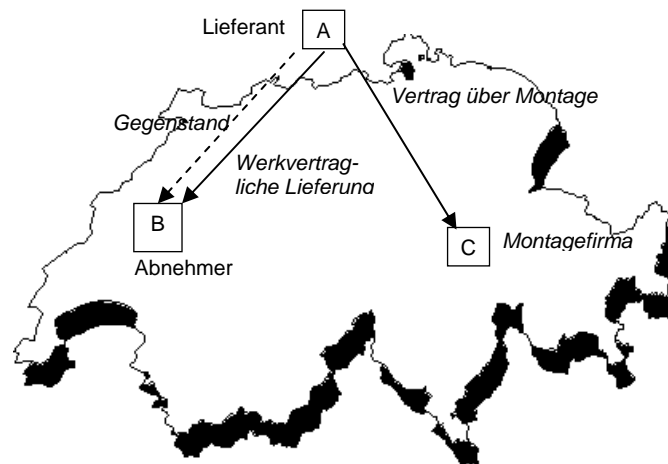 Lieferant
A
Vertrag über Montage
Gegenstand
Werkvertrag-
liche Lieferung
B
C
Montagefirma
Abnehmer